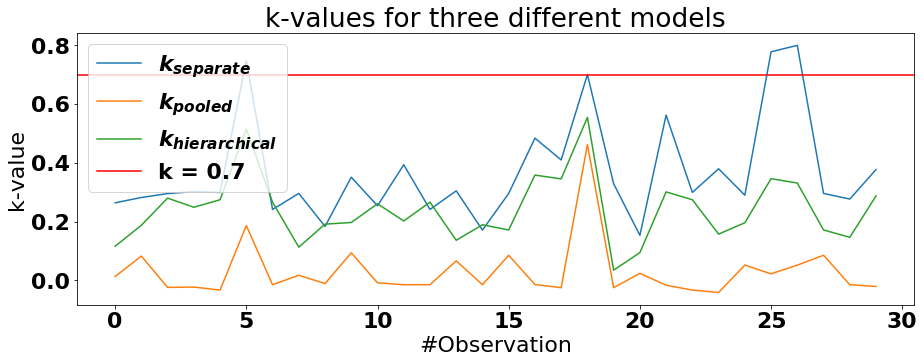 k-values for three different models
k-value
0.8
0.6
0.4
0.2
0.0
k_separate
k_pooled
k_hierarchical
k = 0.7
0 5 10 15 20 25 30
#Observation